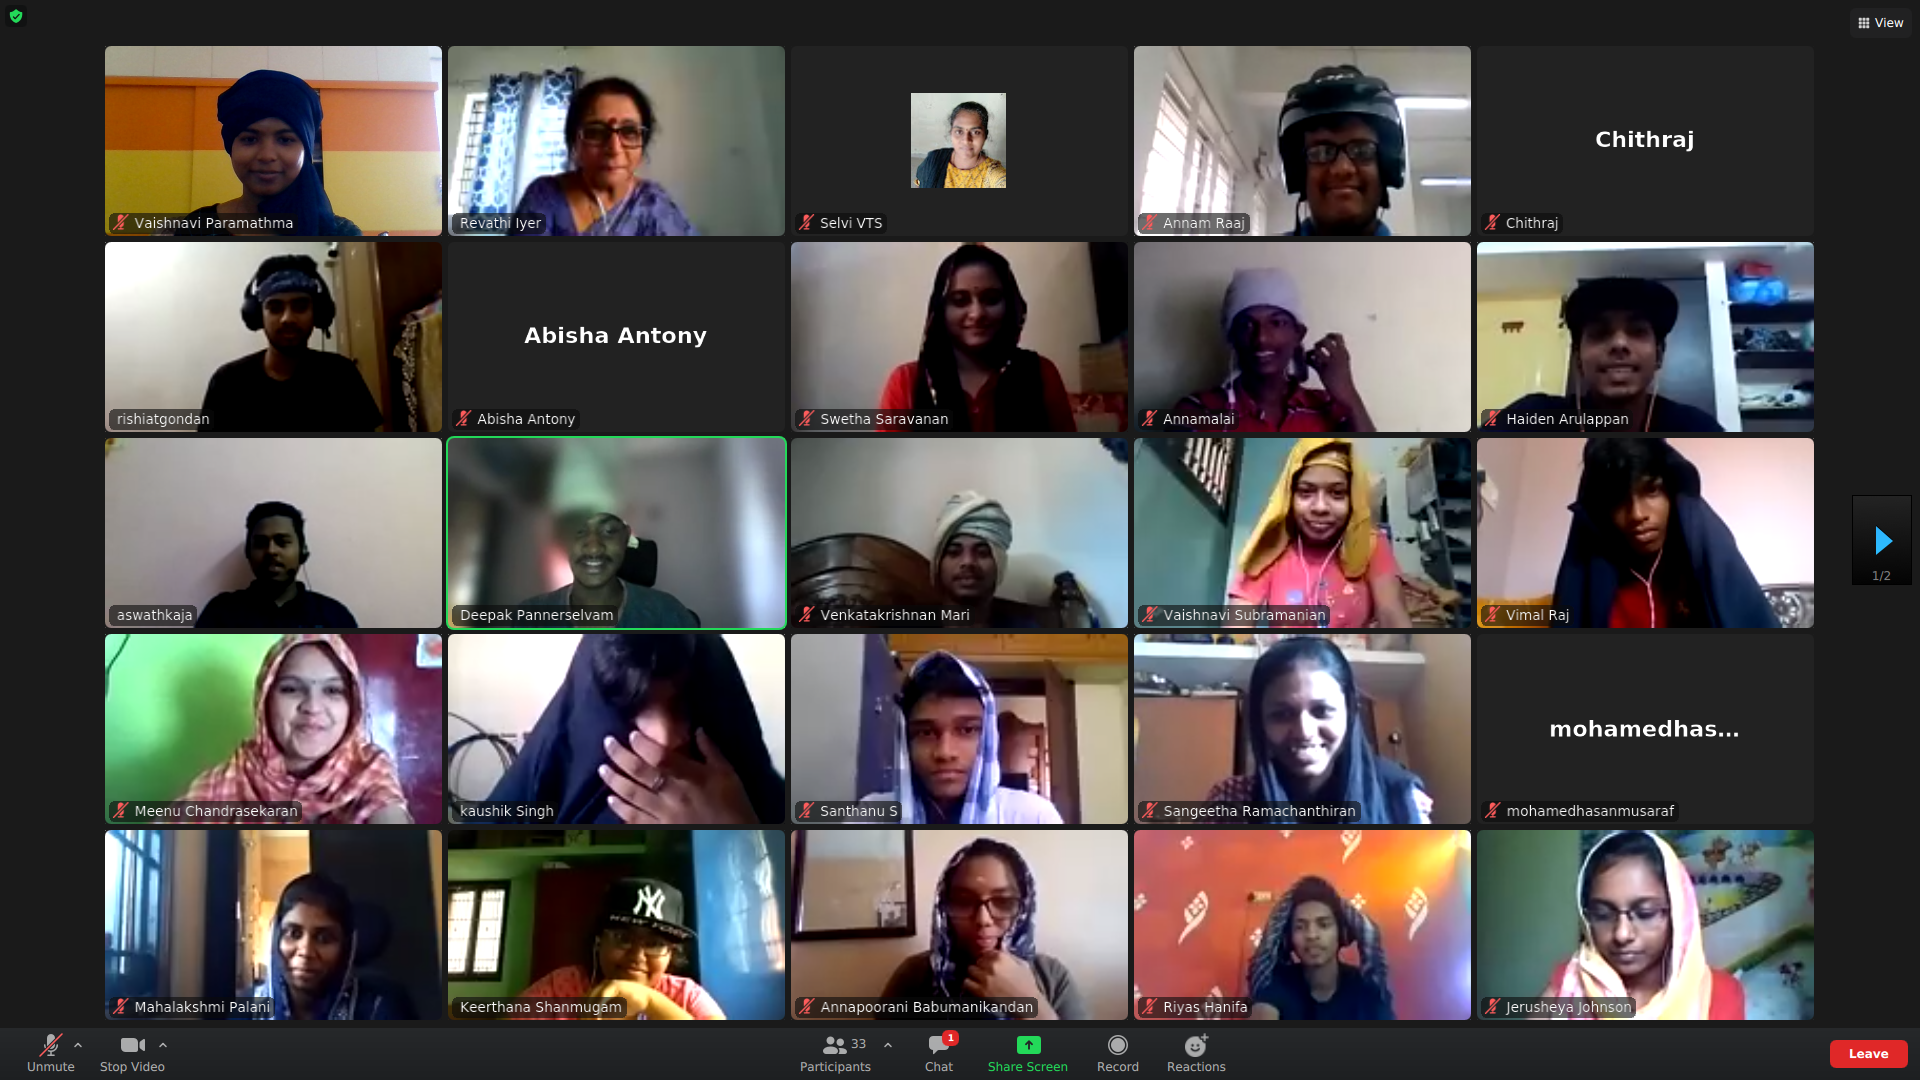 View
Vaishnavi Paramathma
Revathi Iyer
Selvi VTS
Annam Raaj
Chithraj
Chithraj
rishiatgondan
Abisha Antony
Abisha Antony
Swetha Saravanan
Annamalai
Haiden Arulappan
aswathkaja
Deepak Pannerselvam
Venkatakrishnan Mari
Vaishnavi Subramanian
Vimal Raj
1/2
Meenu Chandrasekaran
kaushik Singh
Santhanu S
Sangeetha Ramachanthiran
mohamedhas...
mohamedhasanmusaraf
NEW YORK
Mahalakshmi Palani
Keerthana Shanmugam
Annapoorani Babumanikandan
Riyas Hanifa
Jerusheya Johnson
Unmute
Stop Video
33
Participants
1
Chat
Share Screen
Record
Reactions
Leave